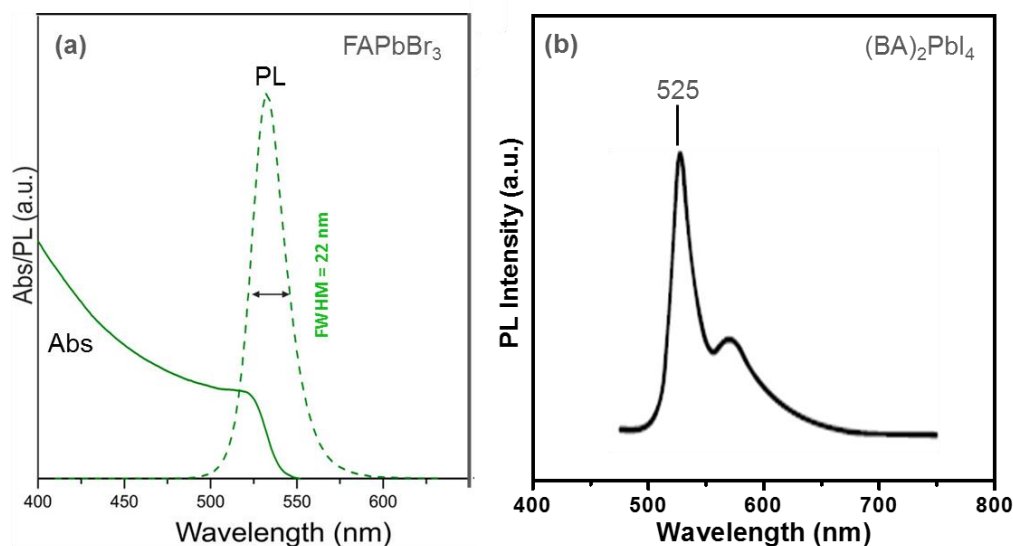 (a)
FAPbBr₃
PL
Abs/PL (a.u.)
FWHM = 22 nm
Abs
400
450
500
550
600
Wavelength (nm)
(b)
(BA)₂PbI₄
525
PL Intensity (a.u.)
400
500
600
700
800
Wavelength (nm)